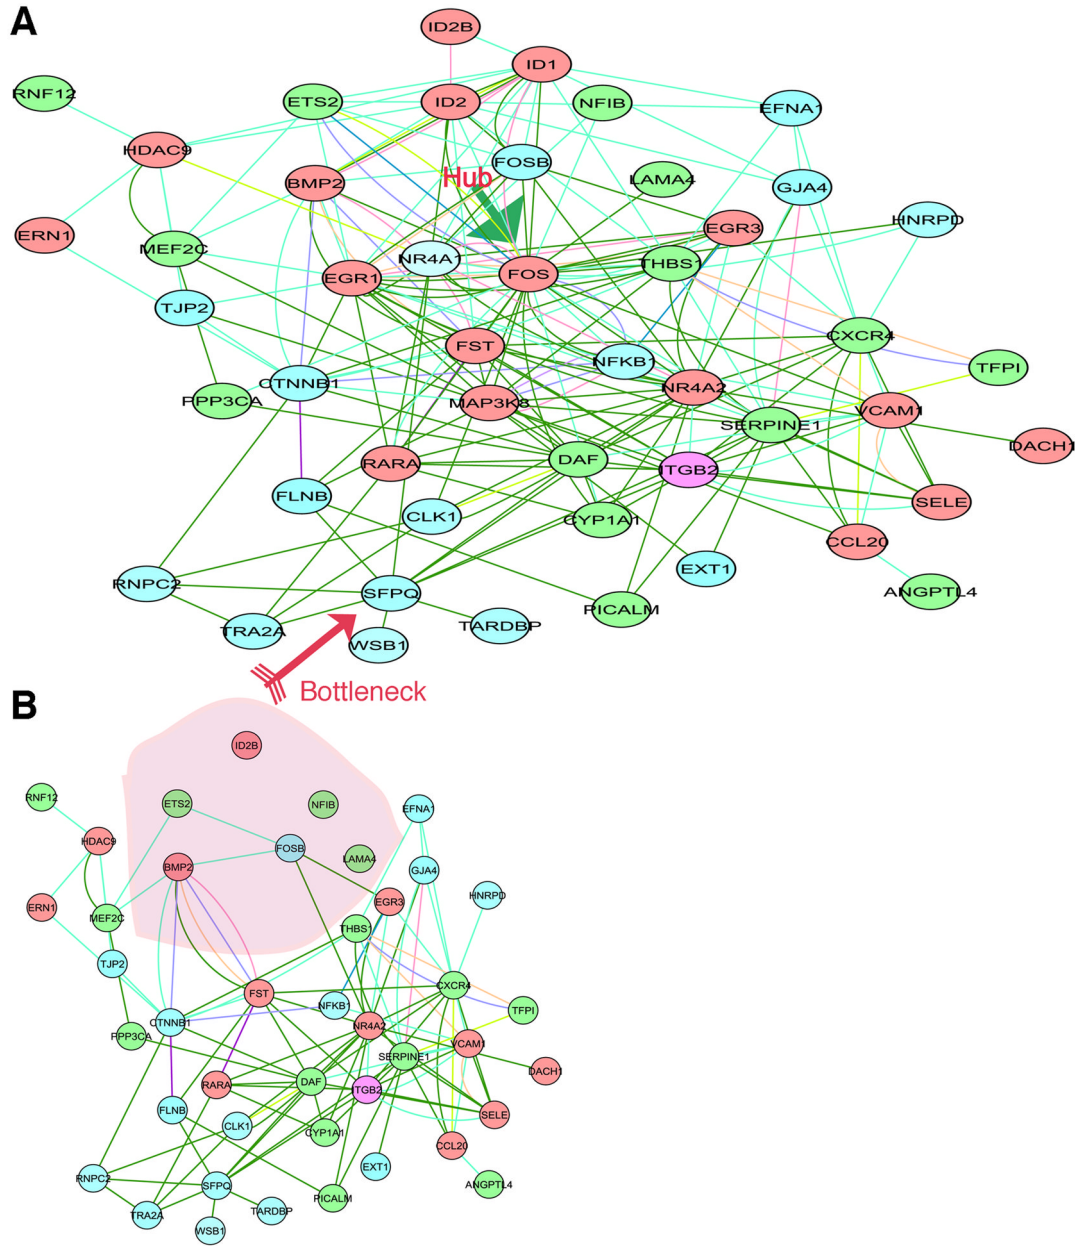 A
ID2B
ID1
RNF12
ETS2
ID2
NFIB
EFNA1
HDAC9
FOSB
Hub
BMP2
LAMA4
GJA4
ERN1
MEF2C
NR4A1
EGR3
HNRPD
EGR1
FOS
THBS1
TJP2
CXCR4
FST
NFKB1
TFPI
CTNNB1
PPP3CA
MAP3K8
NR4A2
VCAM1
SERPINE1
DACH1
RARA
DAF
ITGB2
FLNB
CLK1
CYP1A1
SELE
CCL20
RNPC2
SFPQ
EXT1
ANGPTL4
PICALM
TRA2A
WSB1
TARDBP
Bottleneck
B
ID2B
RNF12
ETS2
NFIB
EFNA1
HDAC9
FOSB
BMP2
LAMA4
GJA4
HNRPD
ERN1
MEF2C
EGR3
THBS1
TJP2
FST
CXCR4
NFKB1
TFPI
CTNNB1
PPP3CA
NR4A2
VCAM1
SERPINE1
DACH1
RARA
DAF
ITGB2
FLNB
CLK1
CYP1A1
SELE
CCL20
RNPC2
SFPQ
EXT1
ANGPTL4
PICALM
TRA2A
TARDBP
WSB1